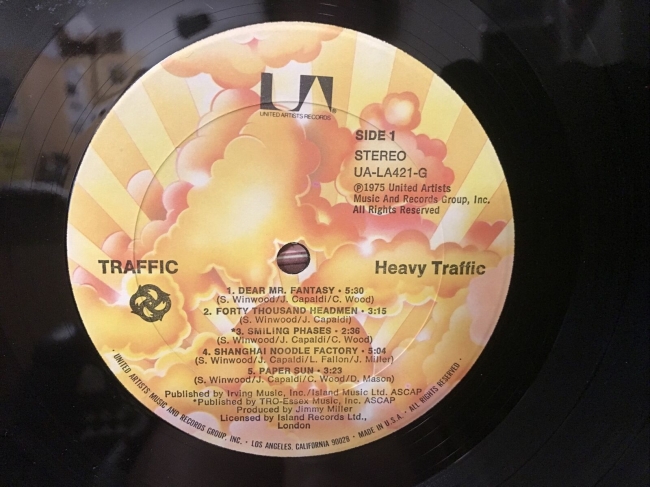 UA®
UNITED ARTISTS RECORDS
SIDE 1
STEREO
UA-LA421-G
℗1975 United Artists
Music And Records Group, Inc.
All Rights Reserved
TRAFFIC
Heavy Traffic
1. DEAR MR. FANTASY • 5:30
(S. Winwood/J. Capaldi/C. Wood)
2. FORTY THOUSAND HEADMEN • 3:15
(S. Winwood/J. Capaldi)
*3. SMILING PHASES • 2:36
(S. Winwood/J. Capaldi/C. Wood)
4. SHANGHAI NOODLE FACTORY • 5:04
(S. Winwood/J. Capaldi/L. Fallon/J. Miller)
5. PAPER SUN • 3:23
(S. Winwood/J. Capaldi/C. Wood/D. Mason)
Published by Irving Music, Inc./Island Music Ltd. ASCAP
*Published by TRO-Essex Music, Inc. ASCAP
Produced by Jimmy Miller
Licensed by Island Records Ltd.,
London
• UNITED ARTISTS MUSIC AND RECORDS GROUP, INC. • LOS ANGELES, CALIFORNIA 90028 • MADE IN U.S.A. • ALL RIGHTS RESERVED •